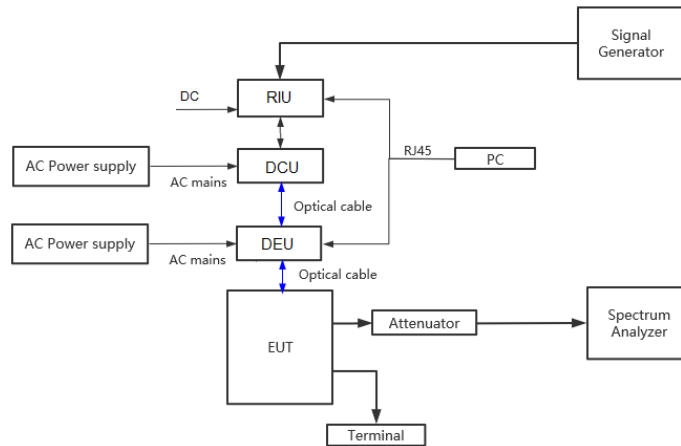 Signal
Generator
DC
RIU
RJ45
PC
AC Power supply
AC mains
DCU
Optical cable
AC Power supply
AC mains
DEU
Optical cable
EUT
Attenuator
Spectrum
Analyzer
Terminal